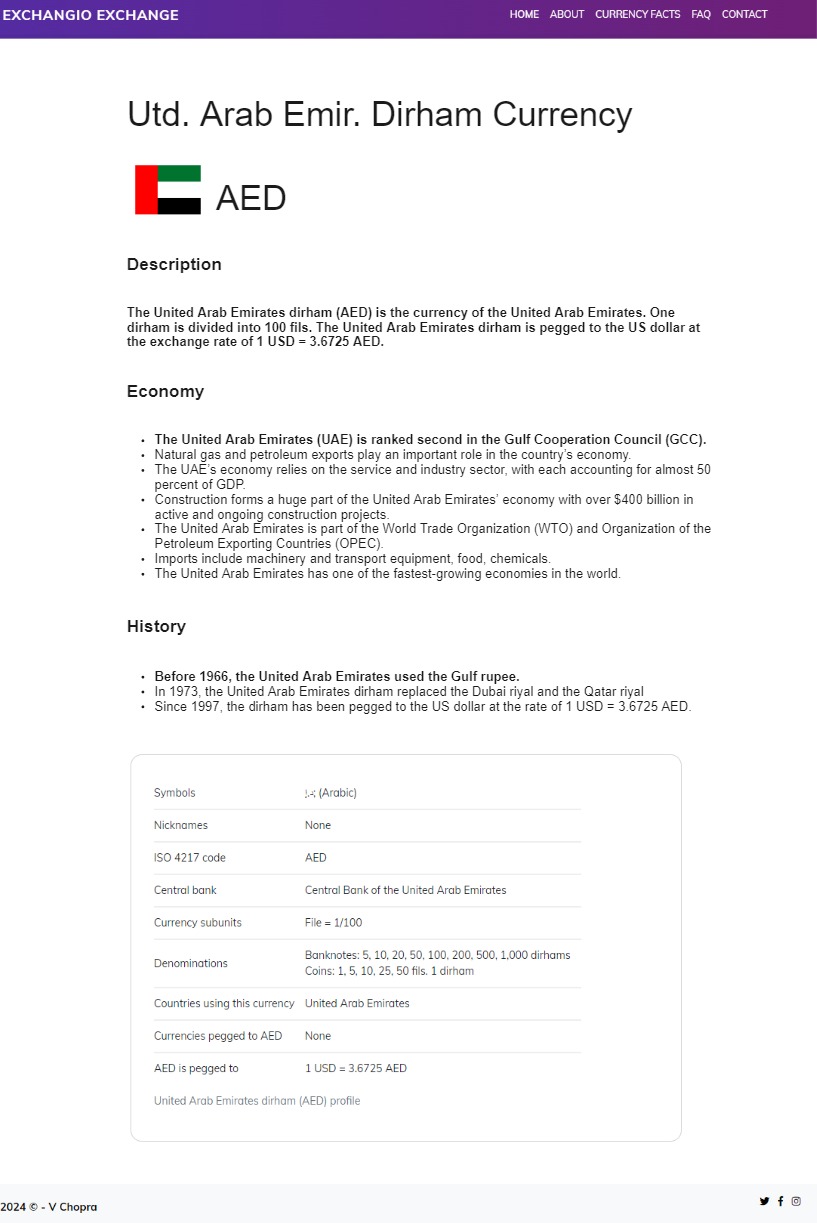 EXCHANGIO EXCHANGE
HOME ABOUT CURRENCY FACTS FAQ CONTACT
Utd. Arab Emir. Dirham Currency
AED
Description
The United Arab Emirates dirham (AED) is the currency of the United Arab Emirates. One
dirham is divided into 100 fils. The United Arab Emirates dirham is pegged to the US dollar at
the exchange rate of 1 USD = 3.6725 AED.
Economy
The United Arab Emirates (UAE) is ranked second in the Gulf Cooperation Council (GCC).
Natural gas and petroleum exports play an important role in the country’s economy.
The UAE’s economy relies on the service and industry sector, with each accounting for almost 50
percent of GDP.
Construction forms a huge part of the United Arab Emirates’ economy with over $400 billion in
active and ongoing construction projects.
The United Arab Emirates is part of the World Trade Organization (WTO) and Organization of the
Petroleum Exporting Countries (OPEC).
Imports include machinery and transport equipment, food, chemicals.
The United Arab Emirates has one of the fastest-growing economies in the world.
History
Before 1966, the United Arab Emirates used the Gulf rupee.
In 1973, the United Arab Emirates dirham replaced the Dubai riyal and the Qatar riyal
Since 1997, the dirham has been pegged to the US dollar at the rate of 1 USD = 3.6725 AED.
Symbols (Arabic)
Nicknames None
ISO 4217 code AED
Central bank Central Bank of the United Arab Emirates
Currency subunits File = 1/100
Denominations Banknotes: 5, 10, 20, 50, 100, 200, 500, 1,000 dirhams
Coins: 1, 5, 10, 25, 50 fils. 1 dirham
Countries using this currency United Arab Emirates
Currencies pegged to AED None
AED is pegged to 1 USD = 3.6725 AED
United Arab Emirates dirham (AED) profile
2024 © - V Chopra